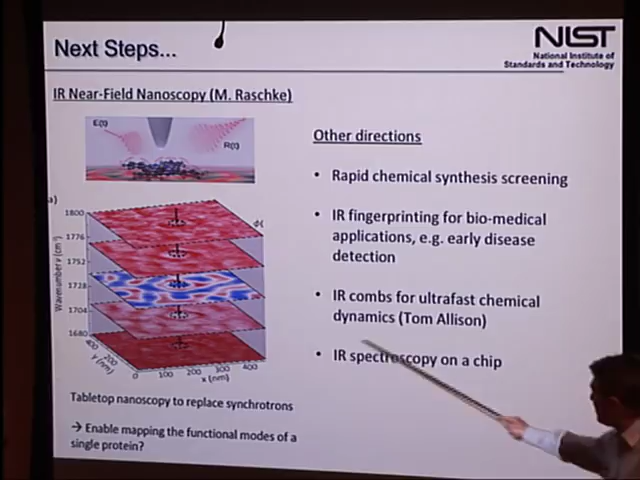 Next Steps...
NIST
National Institute of
Standards and Technology
IR Near-Field Nanoscopy (M. Raschke)
E(t)
R(t)
a)
1800
1776
1752
1728
1704
1680
Wavenumber ν (cm⁻¹)
ϕ(
400
200
0
y (nm)
100
200
300
400
x (nm)
Tabletop nanoscopy to replace synchrotrons
→ Enable mapping the functional modes of a
single protein?
Other directions
• Rapid chemical synthesis screening
• IR fingerprinting for bio-medical
applications, e.g. early disease
detection
• IR combs for ultrafast chemical
dynamics (Tom Allison)
• IR spectroscopy on a chip